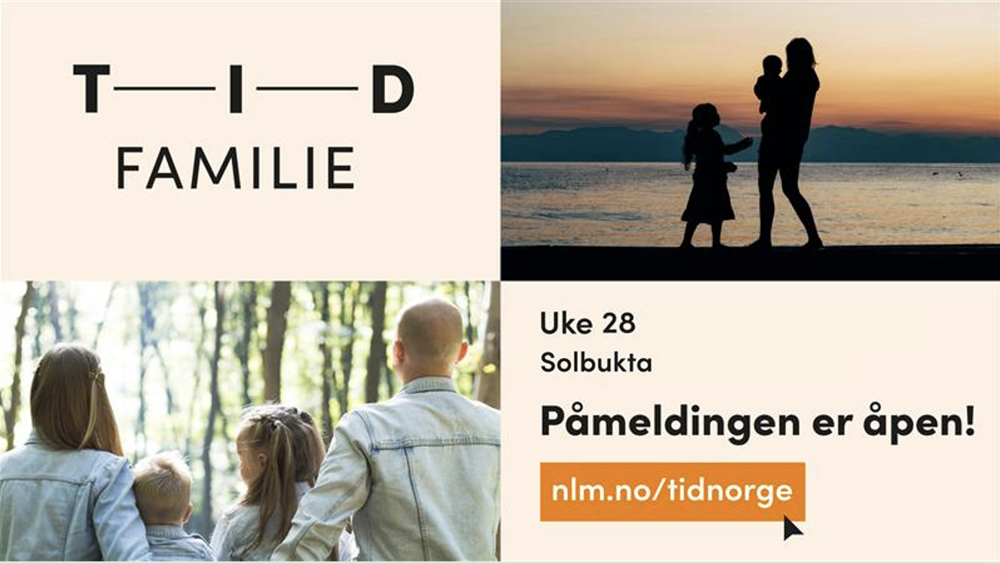 T—I—D
FAMILIE
Uke 28
Solbukta
Påmeldingen er åpen!
nlm.no/tidnorge